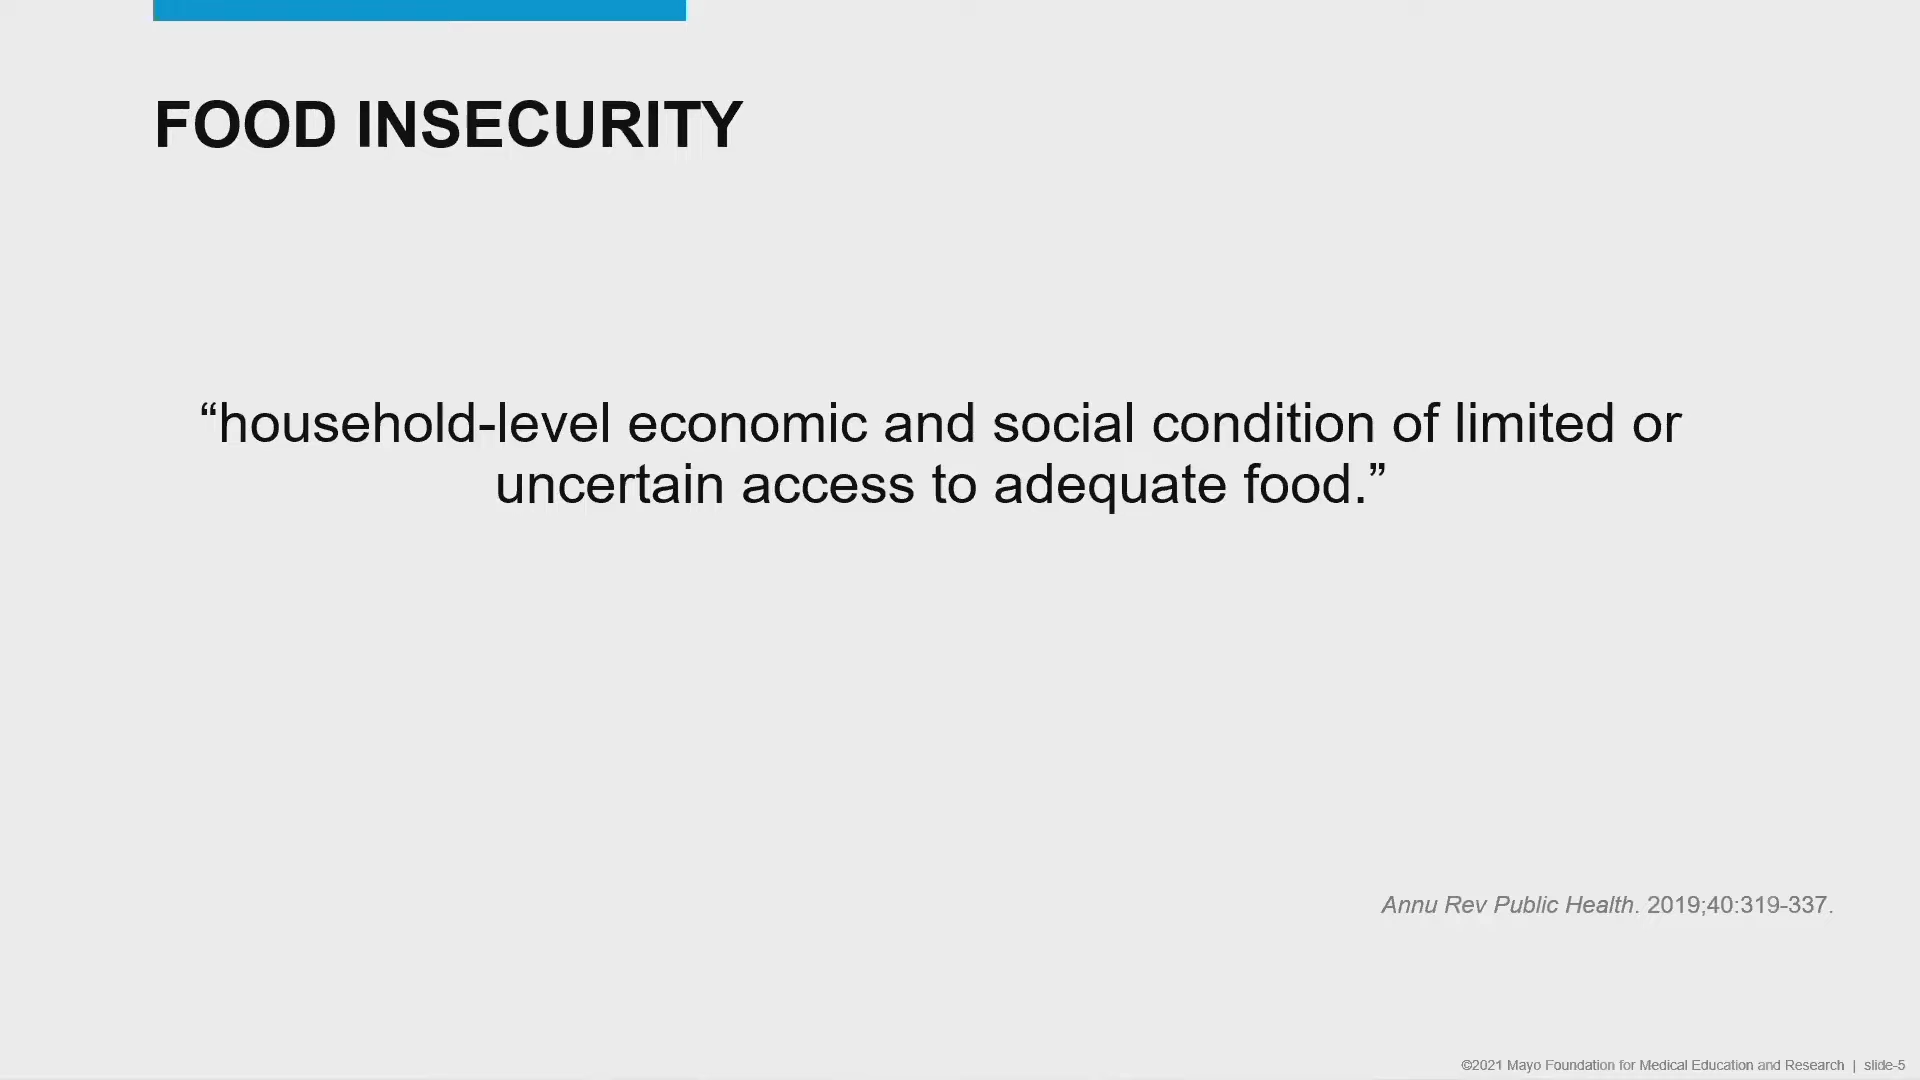 FOOD INSECURITY
“household-level economic and social condition of limited or
uncertain access to adequate food.”
Annu Rev Public Health. 2019;40:319-337.
©2021 Mayo Foundation for Medical Education and Research | slide-5